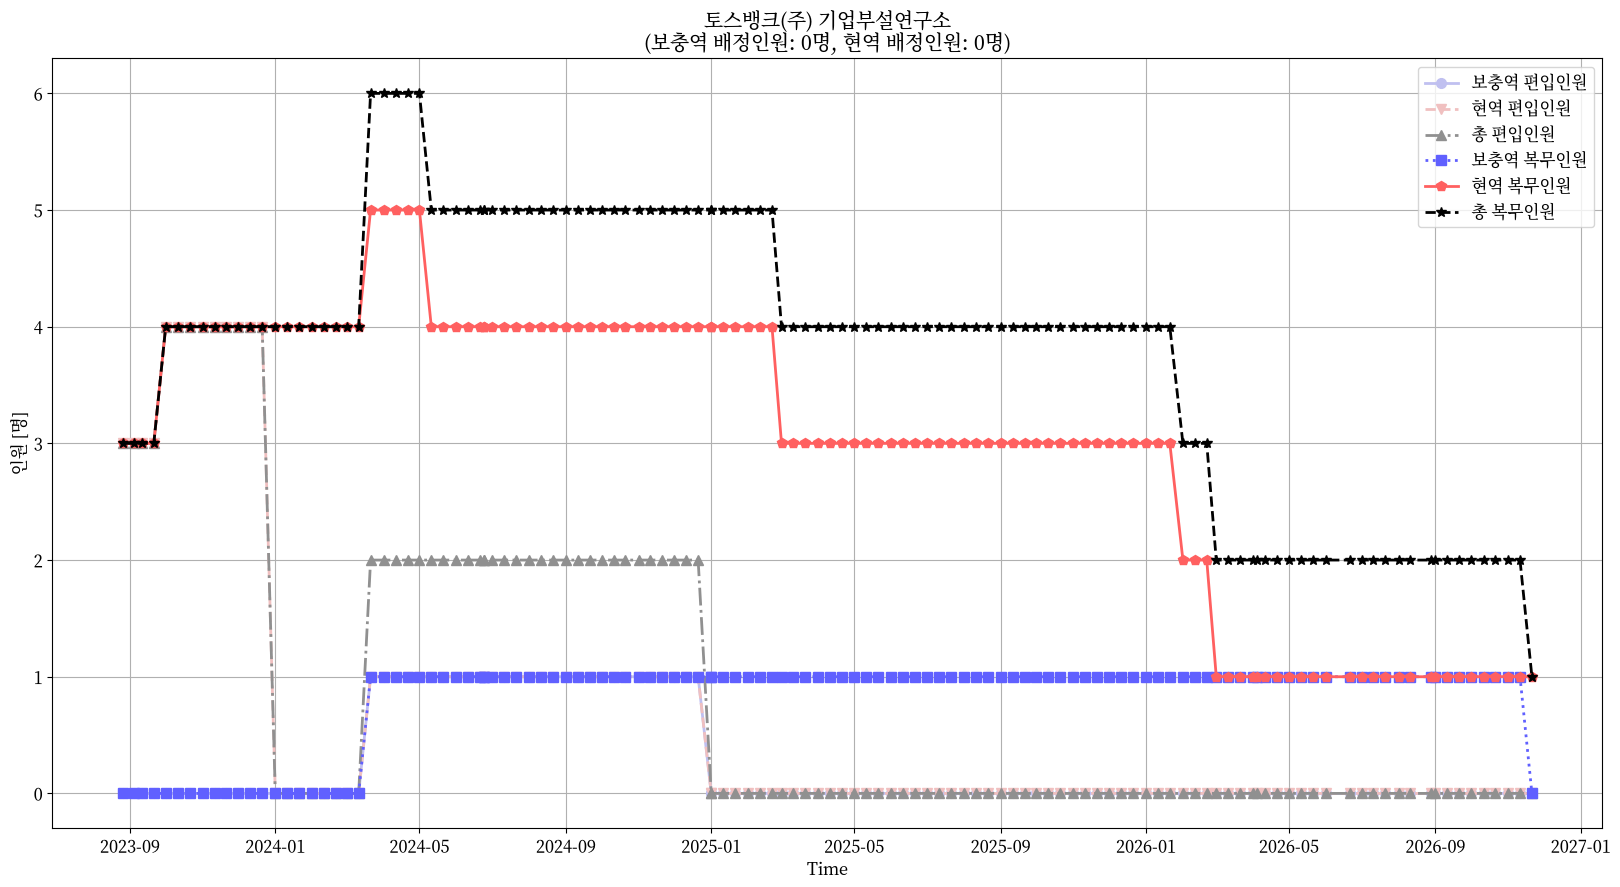 토스뱅크(주) 기업부설연구소
(보충역 배정인원: 0명, 현역 배정인원: 0명)
보충역 편입인원
현역 편입인원
총 편입인원
보충역 복무인원
현역 복무인원
총 복무인원
인원 [명]
6
5
4
3
2
1
0
2023-09
2024-01
2024-05
2024-09
2025-01
2025-05
2025-09
2026-01
2026-05
2026-09
2027-01
Time